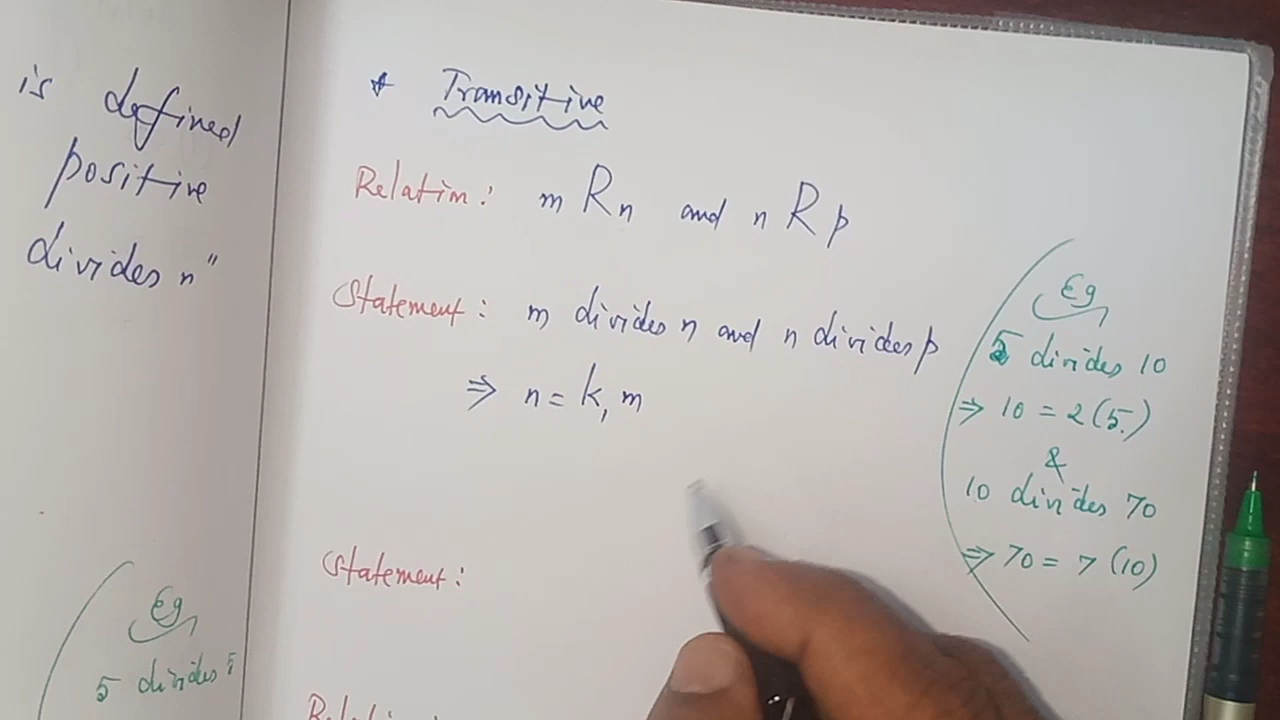 is defined
positive
divides n"
Eg
5 divides 5
* Transitive
Relation: m R n and n R p
Statement: m divides n and n divides p
⇒ n = k, m
Statement:
Eg
5 divides 10
⇒ 10 = 2(5)
&
10 divides 70
⇒ 70 = 7 (10)